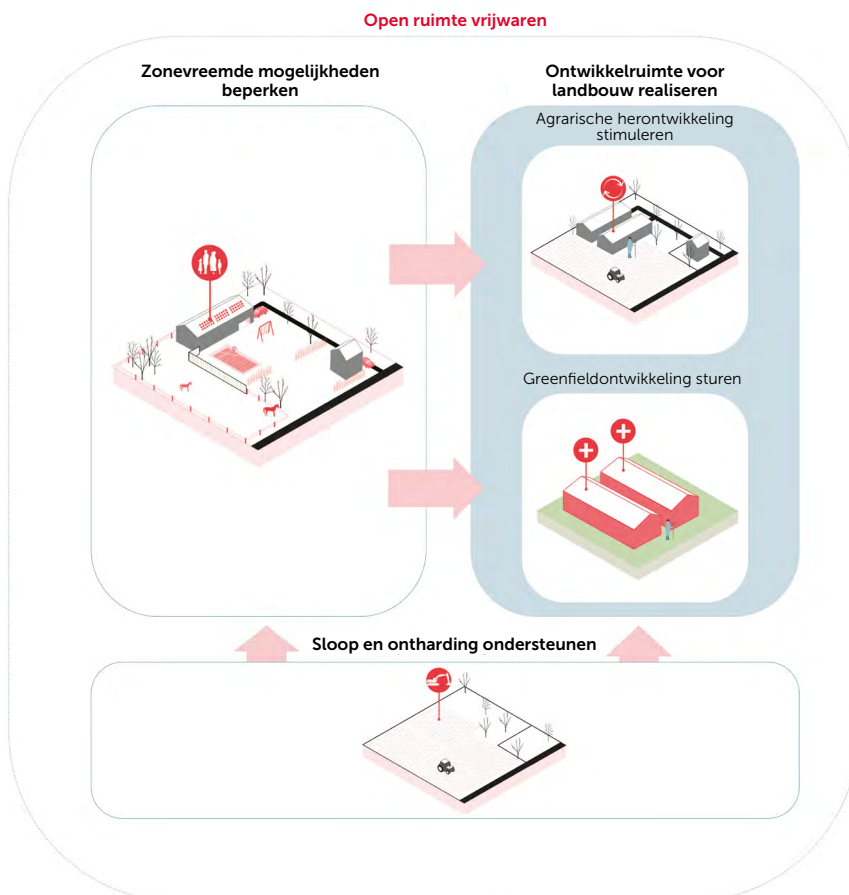 Open ruimte vrijwaren
Zonevreemde mogelijkheden
beperken
Ontwikkelruimte voor
landbouw realiseren
Agrarische herontwikkeling
stimuleren
Greenfieldontwikkeling sturen
Sloop en ontharding ondersteunen